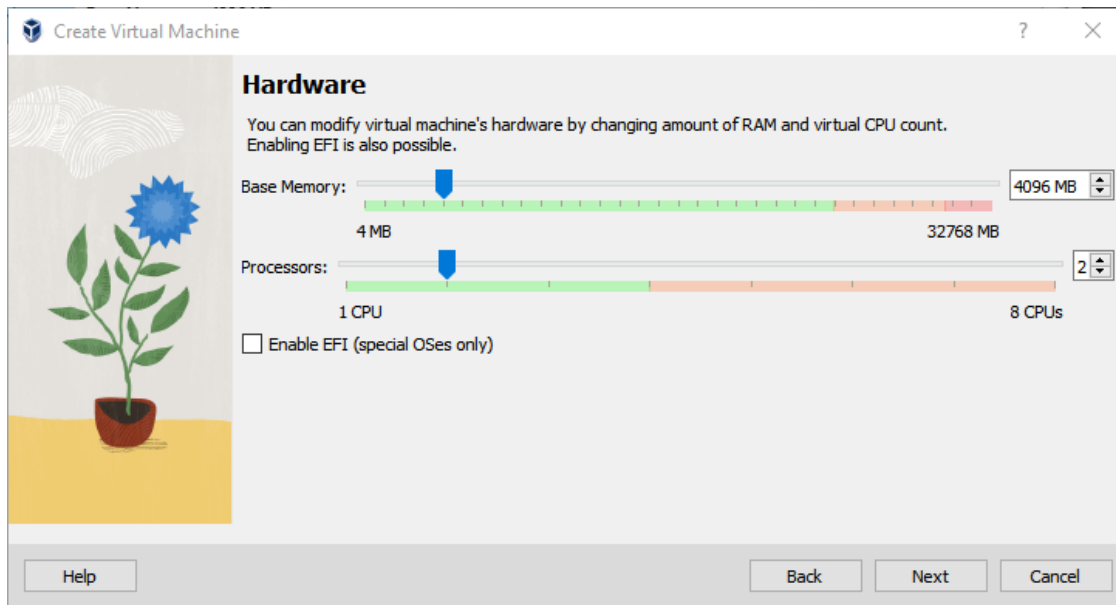 Create Virtual Machine
?
Hardware
You can modify virtual machine's hardware by changing amount of RAM and virtual CPU count.
Enabling EFI is also possible.
Base Memory: 4096 MB
4 MB 32768 MB
Processors: 2
1 CPU 8 CPUs
Enable EFI (special OSes only)
Help Back Next Cancel